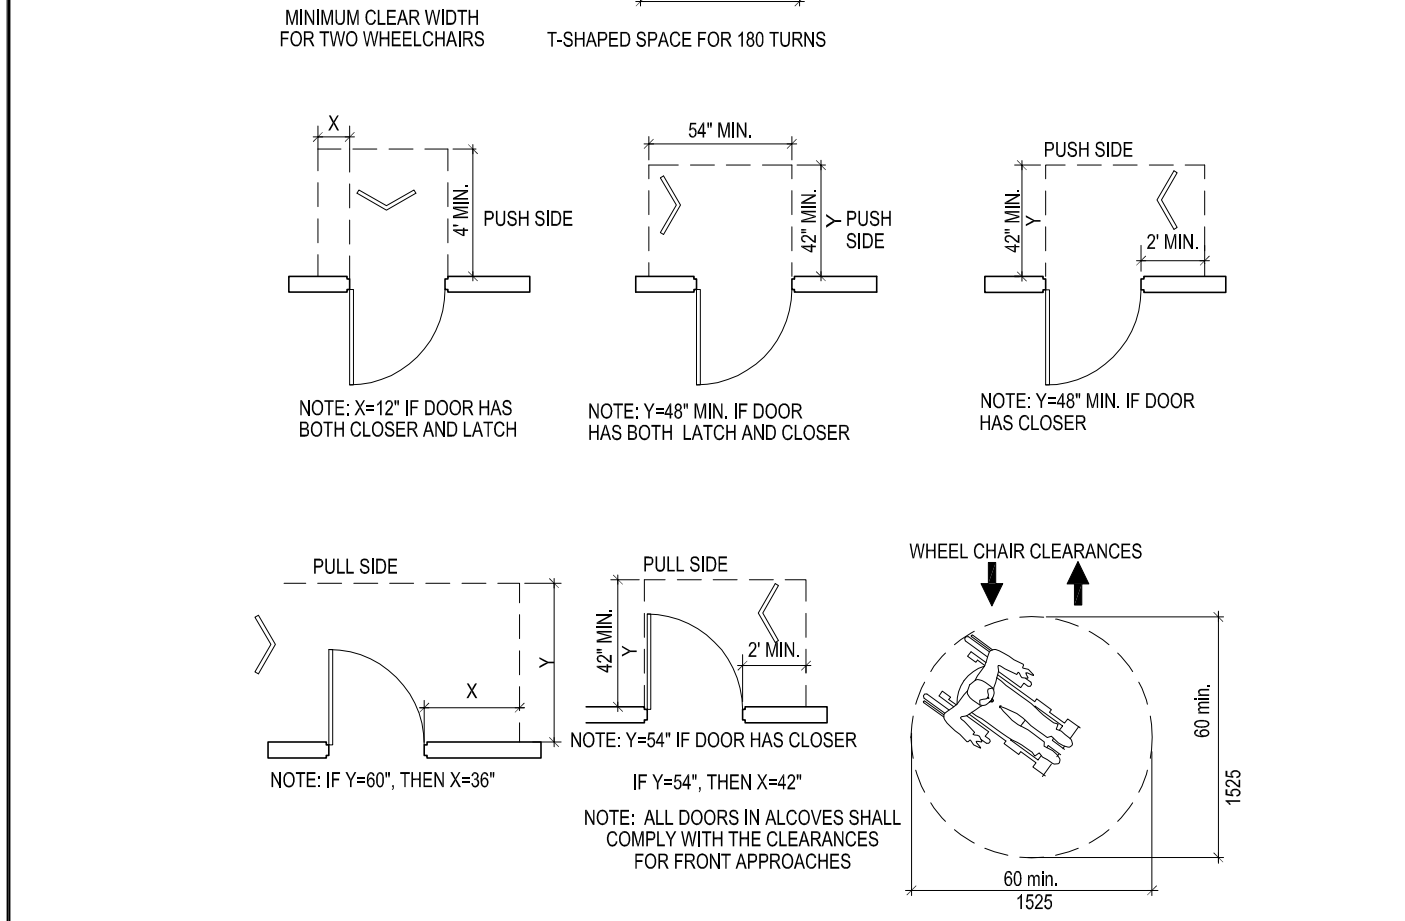 MINIMUM CLEAR WIDTH
FOR TWO WHEELCHAIRS
T-SHAPED SPACE FOR 180 TURNS
X
4' MIN.
PUSH SIDE
NOTE: X=12" IF DOOR HAS
BOTH CLOSER AND LATCH
54" MIN.
42" MIN.
Y
PUSH
SIDE
NOTE: Y=48" MIN. IF DOOR
HAS BOTH LATCH AND CLOSER
PUSH SIDE
42" MIN.
Y
2' MIN.
NOTE: Y=48" MIN. IF DOOR
HAS CLOSER
PULL SIDE
Y
X
NOTE: IF Y=60", THEN X=36"
PULL SIDE
42" MIN.
Y
2' MIN.
NOTE: Y=54" IF DOOR HAS CLOSER
IF Y=54", THEN X=42"
NOTE: ALL DOORS IN ALCOVES SHALL
COMPLY WITH THE CLEARANCES
FOR FRONT APPROACHES
WHEEL CHAIR CLEARANCES
60 min.
1525
60 min.
1525